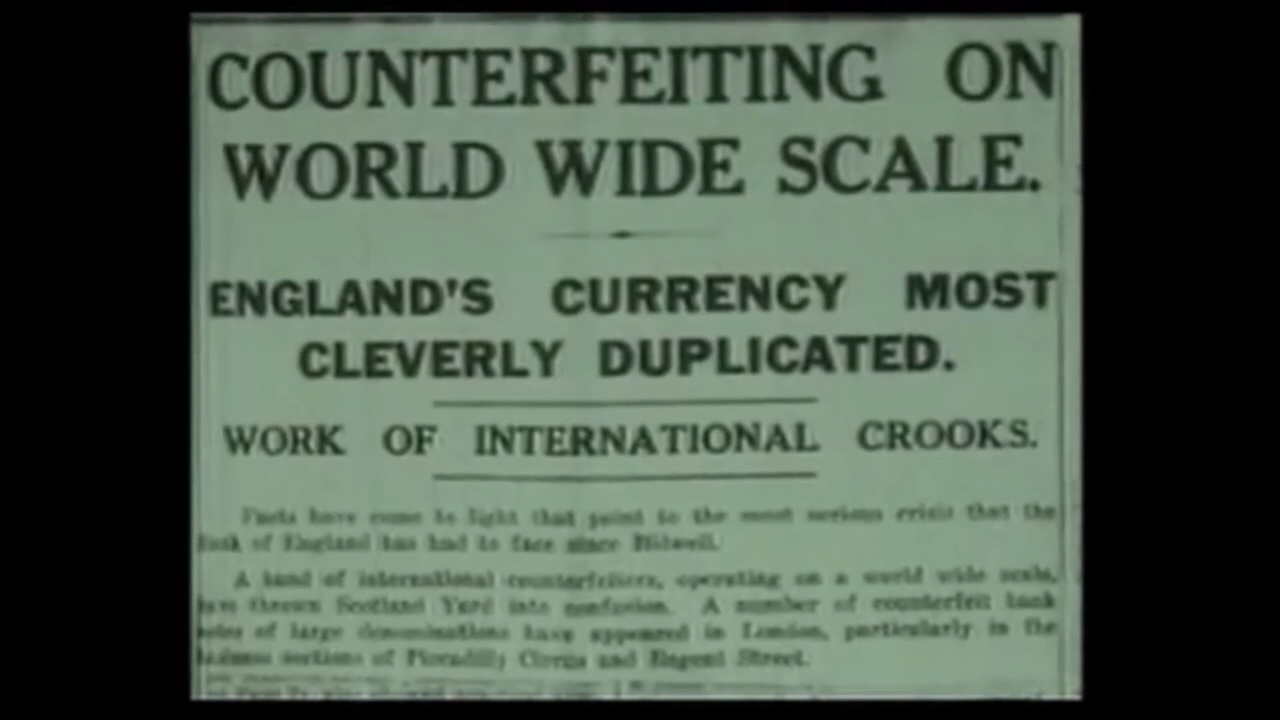 COUNTERFEITING ON
WORLD WIDE SCALE.
ENGLAND'S CURRENCY MOST
CLEVERLY DUPLICATED.
WORK OF INTERNATIONAL CROOKS.
Facts have come to light that point to the most serious crisis that the
Bank of England has had to face since Bidwell.
A band of international counterfeiters, operating on a world wide scale,
have thrown Scotland Yard into confusion. A number of counterfeit bank
notes of large denominations have appeared in London, particularly in the
business sections of Piccadilly Circus and Regent Street.